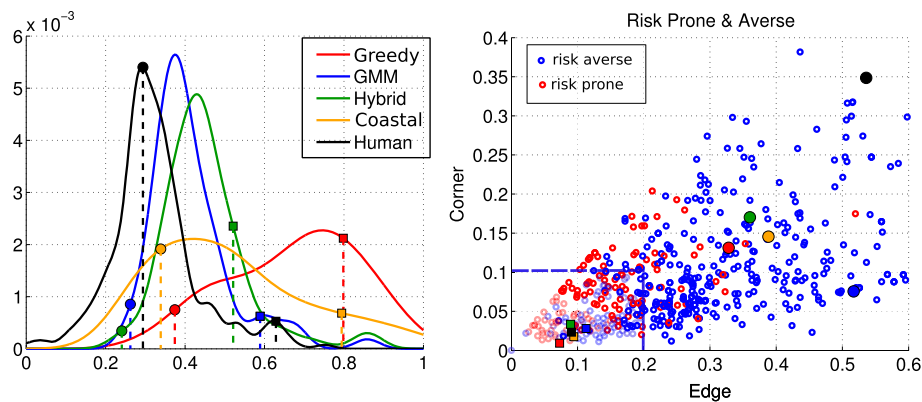 x 10⁻³
6
5
4
3
2
1
0
0
0.2
0.4
0.6
0.8
1
Greedy
GMM
Hybrid
Coastal
Human
Risk Prone & Averse
0.4
0.35
0.3
0.25
0.2
0.15
0.1
0.05
0
0
0.1
0.2
0.3
0.4
0.5
0.6
Corner
Edge
risk averse
risk prone